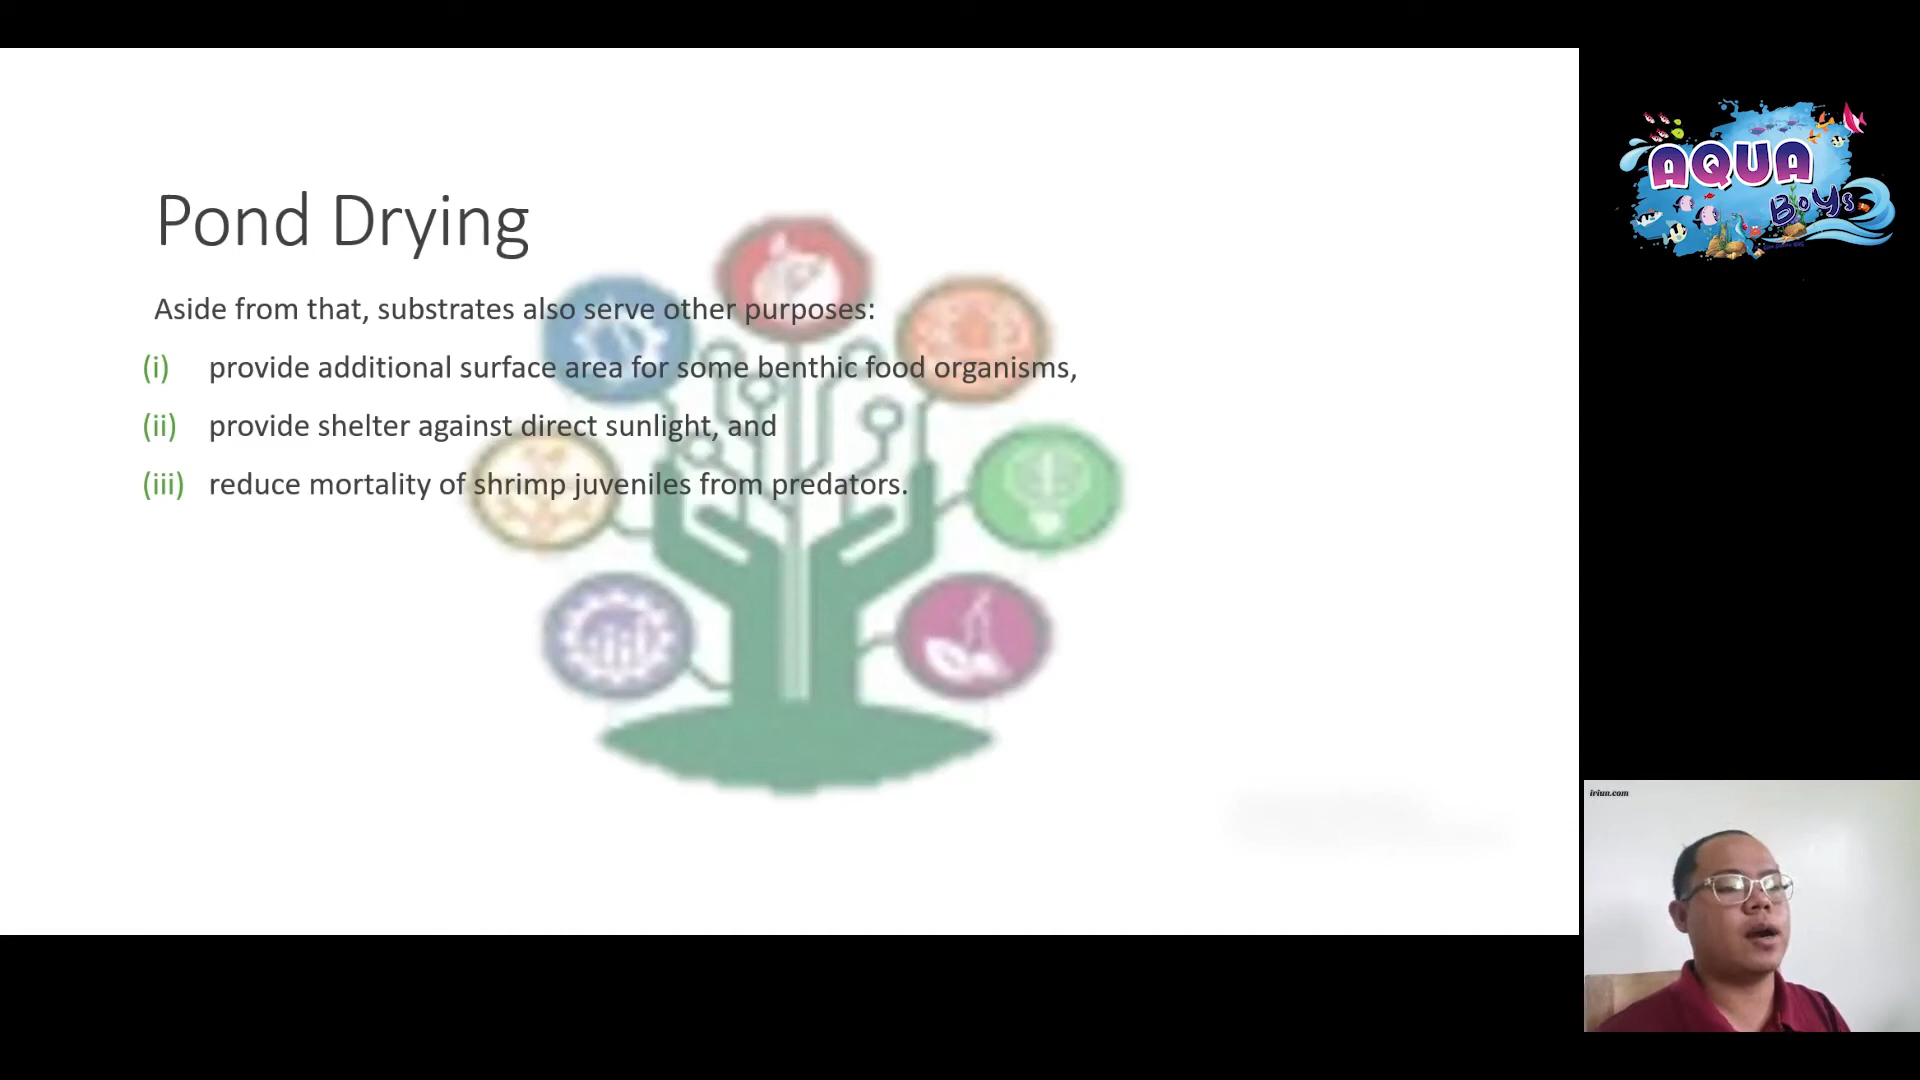 Pond Drying
Aside from that, substrates also serve other purposes:
(i) provide additional surface area for some benthic food organisms,
(ii) provide shelter against direct sunlight, and
(iii) reduce mortality of shrimp juveniles from predators.
AQUA
Boys
iriun.com